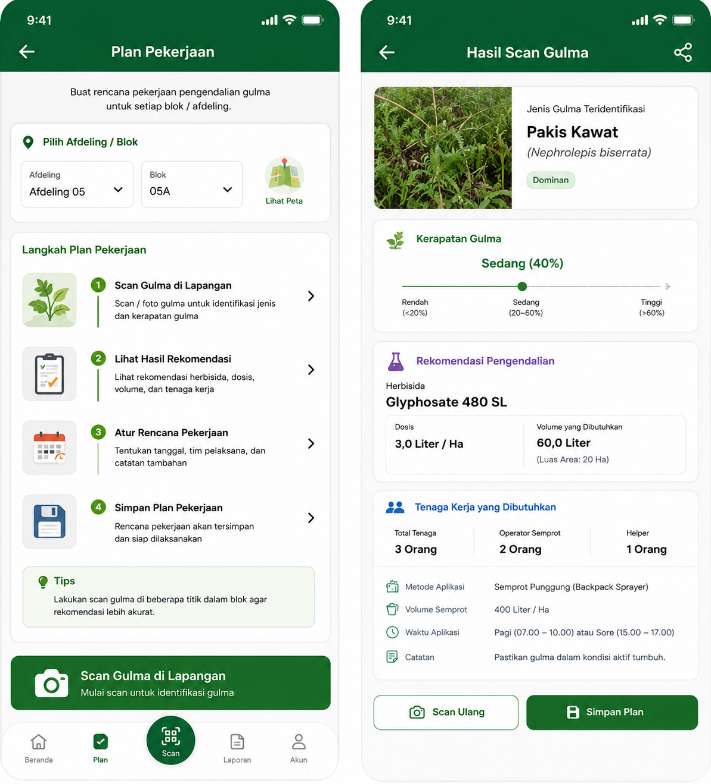 9:41
Plan Pekerjaan
Buat rencana pekerjaan pengendalian gulma
untuk setiap blok / afdeling.
Pilih Afdeling / Blok
Afdeling
Afdeling 05
Blok
05A
Lihat Peta
Langkah Plan Pekerjaan
1
Scan Gulma di Lapangan
Scan / foto gulma untuk identifikasi jenis
dan kerapatan gulma
2
Lihat Hasil Rekomendasi
Lihat rekomendasi herbisida, dosis,
volume, dan tenaga kerja
3
Atur Rencana Pekerjaan
Tentukan tanggal, tim pelaksana, dan
catatan tambahan
4
Simpan Plan Pekerjaan
Rencana pekerjaan akan tersimpan
dan siap dilaksanakan
Tips
Lakukan scan gulma di beberapa titik dalam blok agar
rekomendasi lebih akurat.
Scan Gulma di Lapangan
Mulai scan untuk identifikasi gulma
Beranda
Plan
Scan
Laporan
Akun
9:41
Hasil Scan Gulma
Jenis Gulma Teridentifikasi
Pakis Kawat
(Nephrolepis biserrata)
Dominan
Kerapatan Gulma
Sedang (40%)
Rendah
(<20%)
Sedang
(20–60%)
Tinggi
(>60%)
Rekomendasi Pengendalian
Herbisida
Glyphosate 480 SL
Dosis
3,0 Liter / Ha
Volume yang Dibutuhkan
60,0 Liter
(Luas Area: 20 Ha)
Tenaga Kerja yang Dibutuhkan
Total Tenaga
3 Orang
Operator Semprot
2 Orang
Helper
1 Orang
Metode Aplikasi Semprot Punggung (Backpack Sprayer)
Volume Semprot 400 Liter / Ha
Waktu Aplikasi Pagi (07.00 – 10.00) atau Sore (15.00 – 17.00)
Catatan Pastikan gulma dalam kondisi aktif tumbuh.
Scan Ulang
Simpan Plan